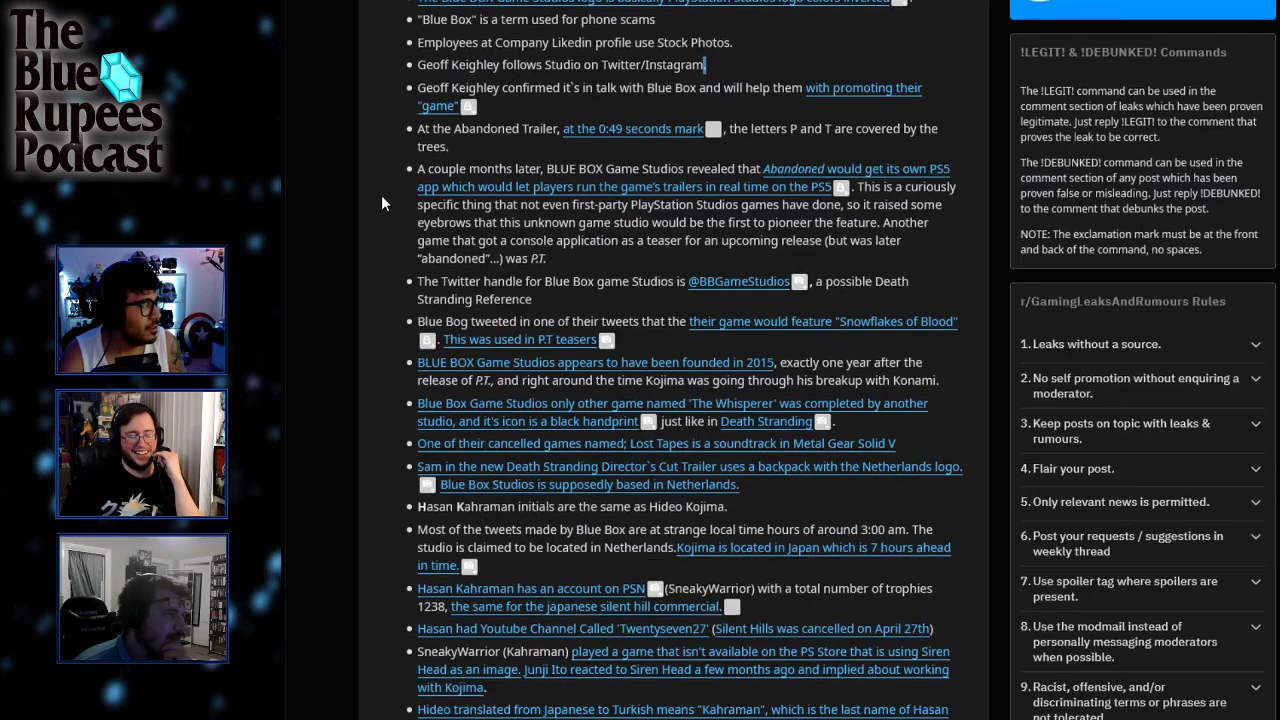 The
Blue
Rupees
Podcast
"Blue Box" is a term used for phone scams
Employees at Company Likedin profile use Stock Photos.
Geoff Keighley follows Studio on Twitter/Instagram.
Geoff Keighley confirmed it`s in talk with Blue Box and will help them with promoting their
"game"
At the Abandoned Trailer, at the 0:49 seconds mark , the letters P and T are covered by the
trees.
A couple months later, BLUE BOX Game Studios revealed that Abandoned would get its own PS5
app which would let players run the game's trailers in real time on the PS5 . This is a curiously
specific thing that not even first-party PlayStation Studios games have done, so it raised some
eyebrows that this unknown game studio would be the first to pioneer the feature. Another
game that got a console application as a teaser for an upcoming release (but was later
"abandoned"...) was P.T.
The Twitter handle for Blue Box game Studios is @BBGameStudios , a possible Death
Stranding Reference
Blue Bog tweeted in one of their tweets that the their game would feature "Snowflakes of Blood"
. This was used in P.T teasers
BLUE BOX Game Studios appears to have been founded in 2015, exactly one year after the
release of P.T., and right around the time Kojima was going through his breakup with Konami.
Blue Box Game Studios only other game named 'The Whisperer' was completed by another
studio, and it's icon is a black handprint just like in Death Stranding .
One of their cancelled games named; Lost Tapes is a soundtrack in Metal Gear Solid V
Sam in the new Death Stranding Director`s Cut Trailer uses a backpack with the Netherlands logo.
Blue Box Studios is supposedly based in Netherlands.
Hasan Kahraman initials are the same as Hideo Kojima.
Most of the tweets made by Blue Box are at strange local time hours of around 3:00 am. The
studio is claimed to be located in Netherlands.Kojima is located in Japan which is 7 hours ahead
in time.
Hasan Kahraman has an account on PSN (SneakyWarrior) with a total number of trophies
1238, the same for the japanese silent hill commercial.
Hasan had Youtube Channel Called 'Twentyseven27' (Silent Hills was cancelled on April 27th)
SneakyWarrior (Kahraman) played a game that isn't available on the PS Store that is using Siren
Head as an image. Junji Ito reacted to Siren Head a few months ago and implied about working
with Kojima.
Hideo translated from Japanese to Turkish means "Kahraman", which is the last name of Hasan
!LEGIT! & !DEBUNKED! Commands
The !LEGIT! command can be used in the
comment section of leaks which have been proven
legitimate. Just reply !LEGIT! to the comment that
proves the leak to be correct.
The !DEBUNKED! command can be used in the
comment section of any post which has been
proven false or misleading. Just reply !DEBUNKED!
to the comment that debunks the post.
NOTE: The exclamation mark must be at the front
and back of the command, no spaces.
r/GamingLeaksAndRumours Rules
1. Leaks without a source.
2. No self promotion without enquiring a
moderator.
3. Keep posts on topic with leaks &
rumours.
4. Flair your post.
5. Only relevant news is permitted.
6. Post your requests / suggestions in
weekly thread
7. Use spoiler tag where spoilers are
present.
8. Use the modmail instead of
personally messaging moderators
when possible.
9. Racist, offensive, and/or
discriminating terms or phrases are
not tolerated